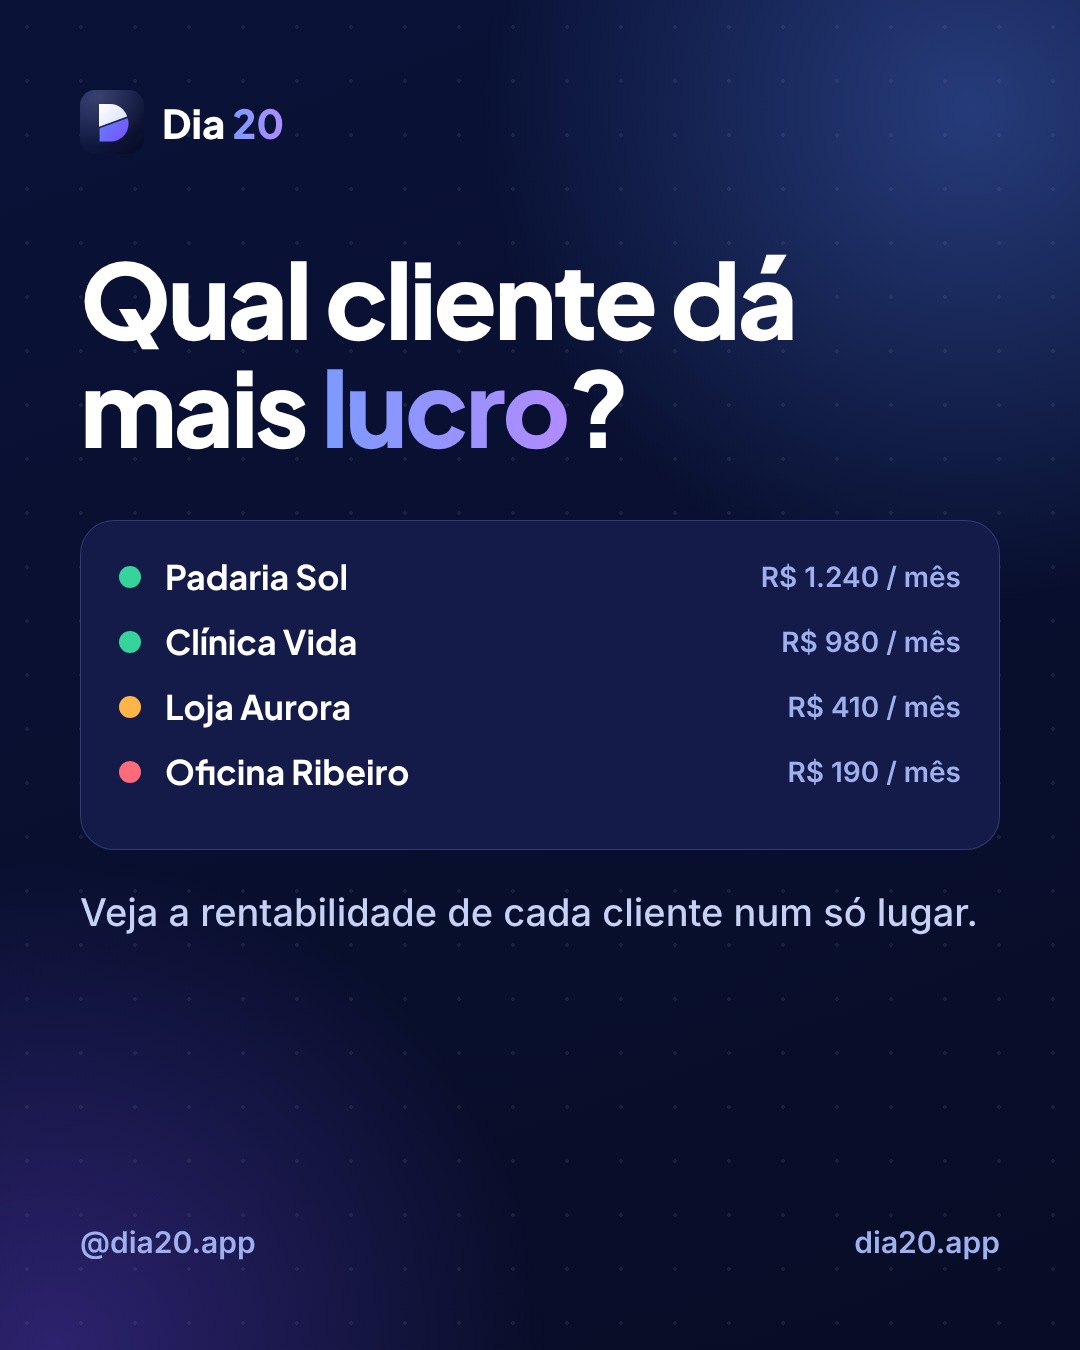 Dia 20
Qual cliente dá
mais lucro?
Padaria Sol R$ 1.240 / mês
Clínica Vida R$ 980 / mês
Loja Aurora R$ 410 / mês
Oficina Ribeiro R$ 190 / mês
Veja a rentabilidade de cada cliente num só lugar.
@dia20.app dia20.app